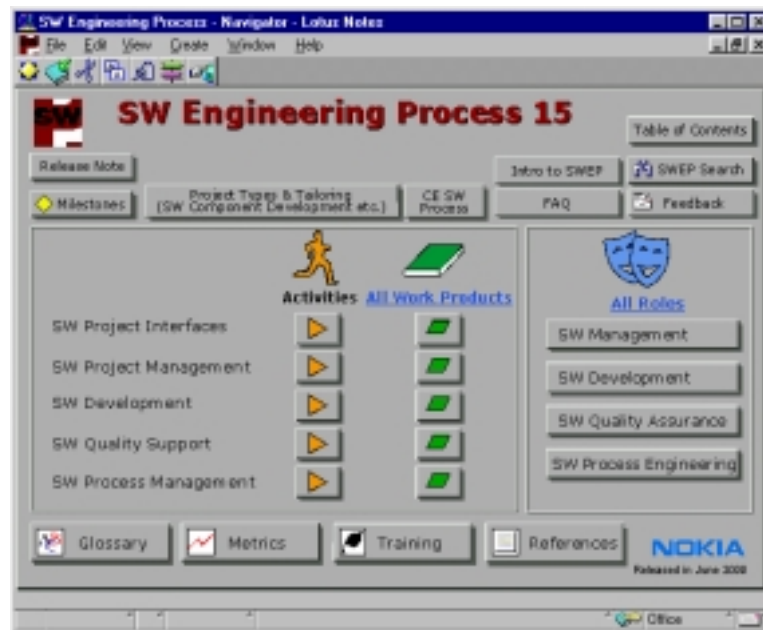 SW Engineering Process - Navigator - Lotus Notes
File Edit View Create Window Help
SW
SW Engineering Process 15
Table of Contents
Release Note
Intro to SWEP
SWEP Search
Milestones
Project Types & Tailoring
(SW Component Development etc.)
CE SW
Process
FAQ
Feedback
Activities All Work Products
All Roles
SW Project Interfaces
SW Management
SW Project Management
SW Development
SW Development
SW Quality Assurance
SW Quality Support
SW Process Engineering
SW Process Management
Glossary
Metrics
Training
References
NOKIA
Released in June 2000
Office